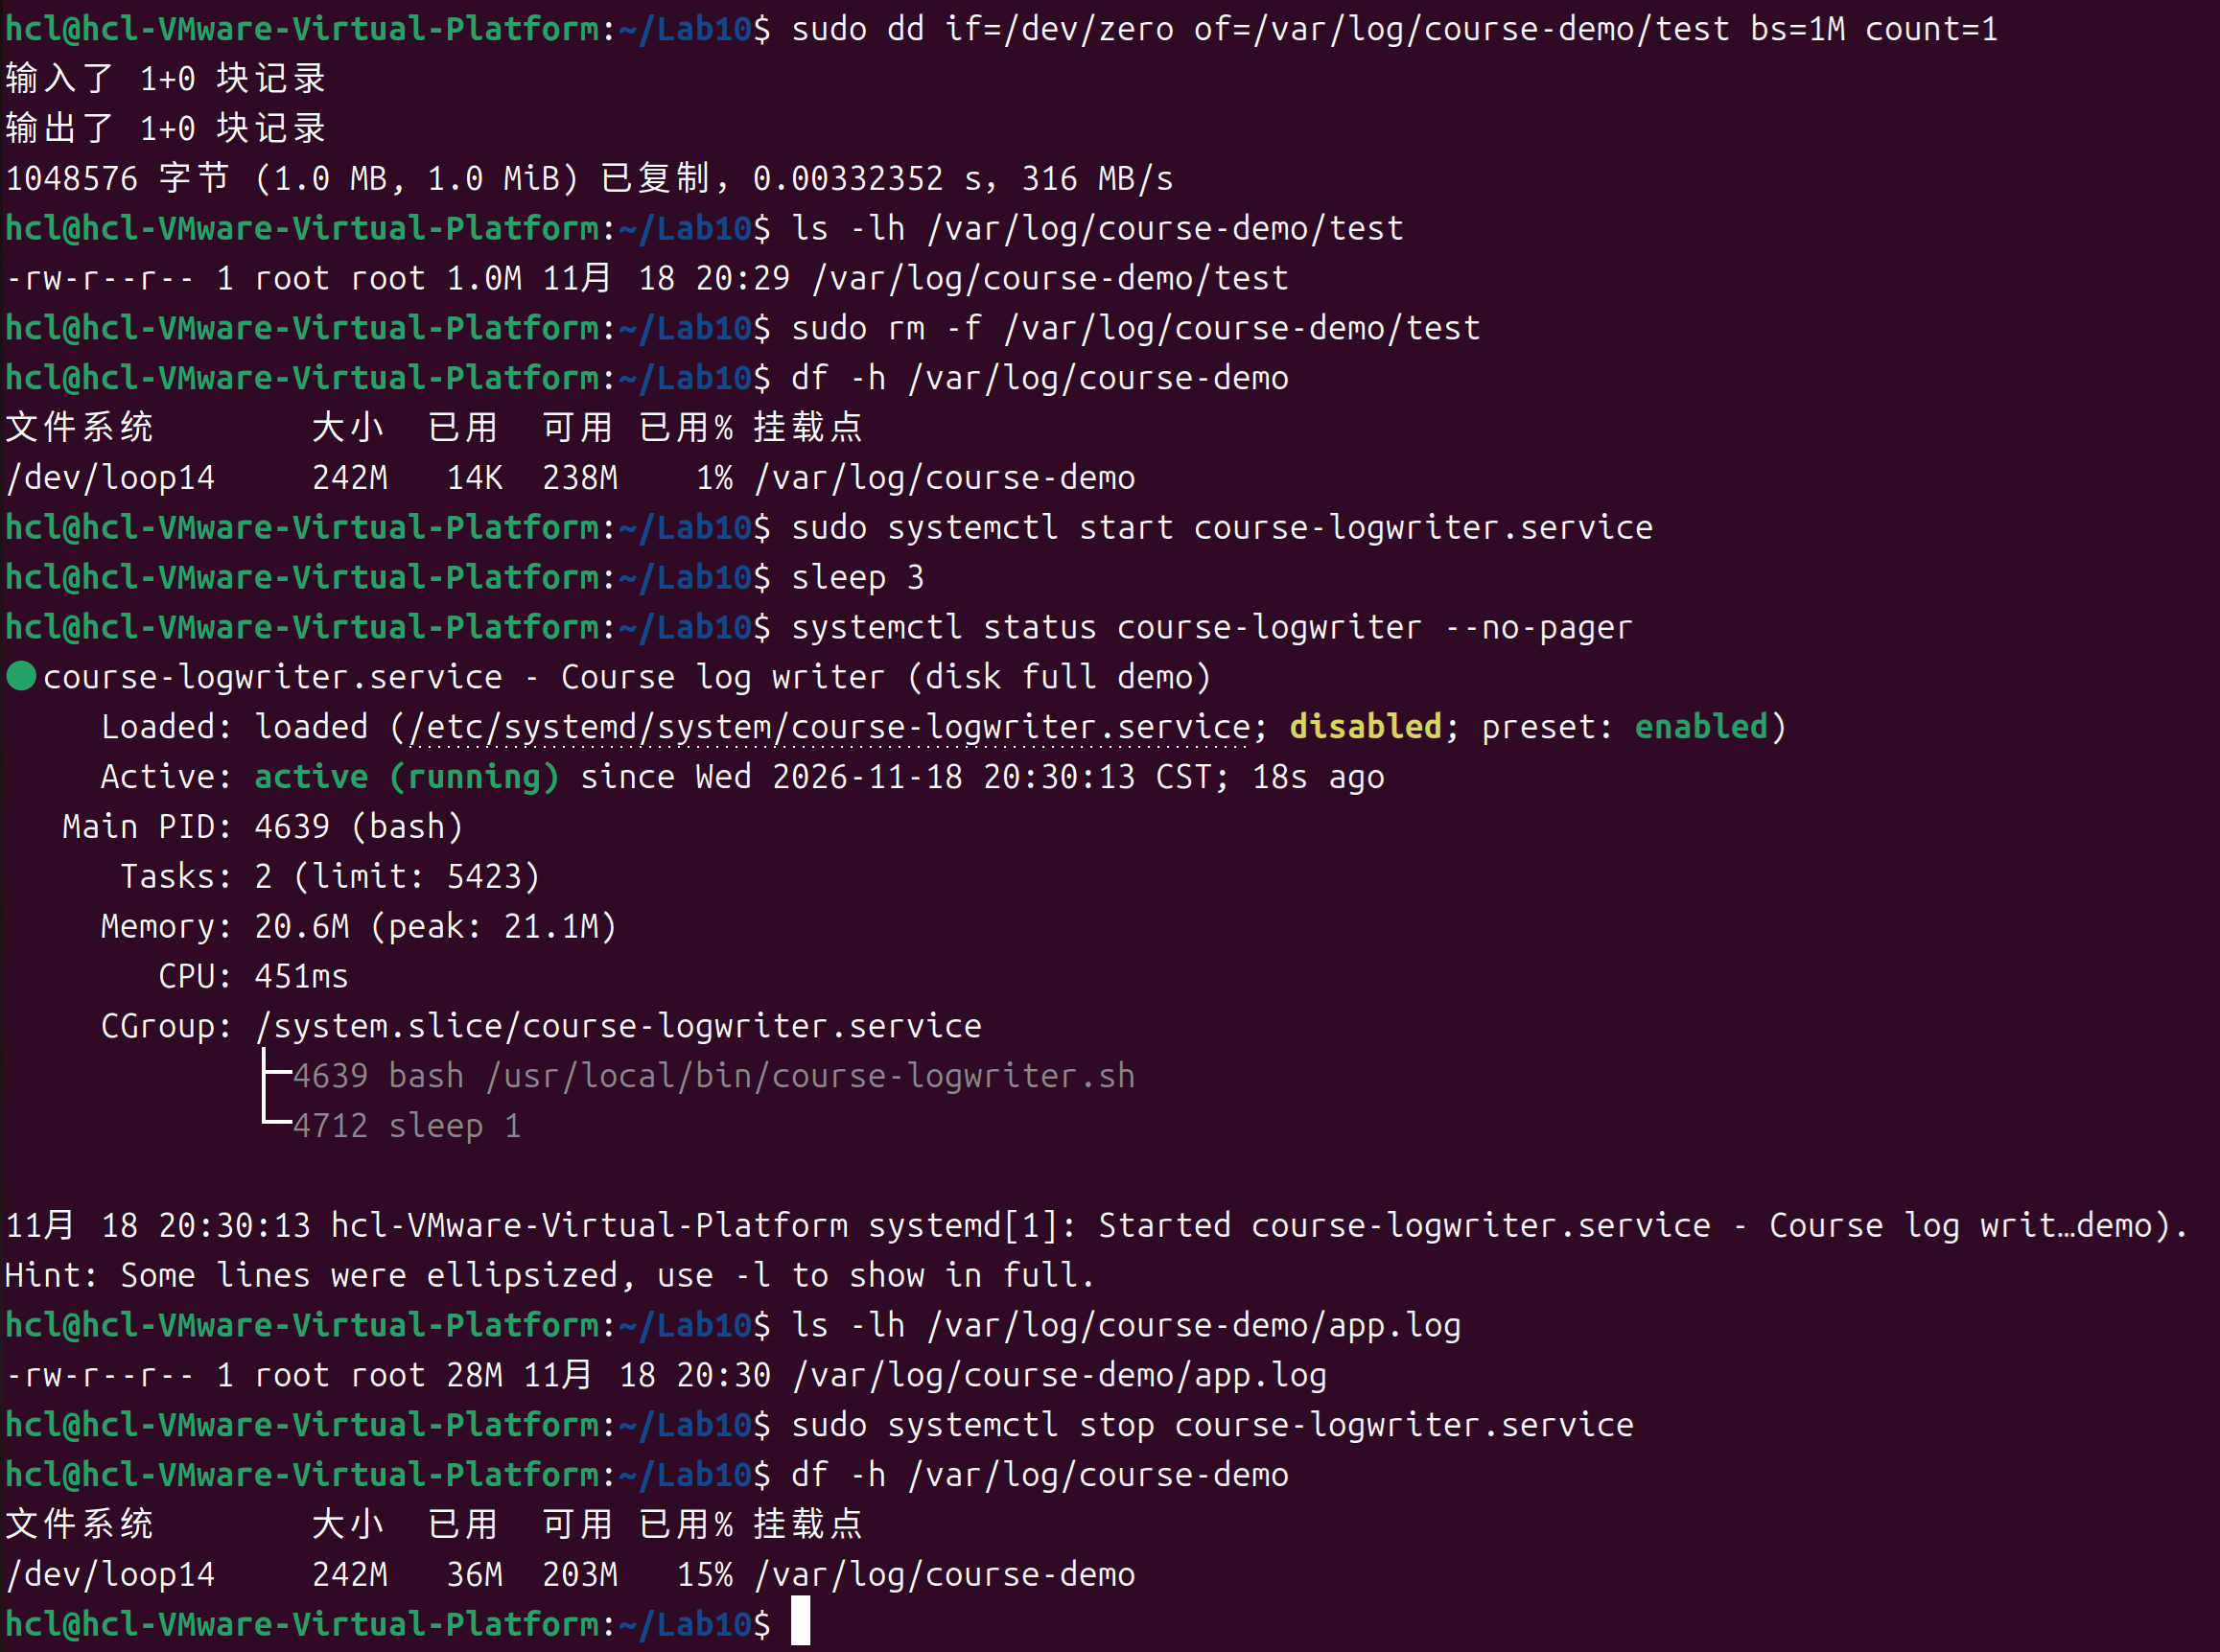 hcl@hcl-VMware-Virtual-Platform:~/Lab10$ sudo dd if=/dev/zero of=/var/log/course-demo/test bs=1M count=1
输入了 1+0 块记录
输出了 1+0 块记录
1048576 字节 (1.0 MB, 1.0 MiB) 已复制，0.00332352 s，316 MB/s
hcl@hcl-VMware-Virtual-Platform:~/Lab10$ ls -lh /var/log/course-demo/test
-rw-r--r-- 1 root root 1.0M 11月 18 20:29 /var/log/course-demo/test
hcl@hcl-VMware-Virtual-Platform:~/Lab10$ sudo rm -f /var/log/course-demo/test
hcl@hcl-VMware-Virtual-Platform:~/Lab10$ df -h /var/log/course-demo
文件系统        大小  已用  可用 已用% 挂载点
/dev/loop14     242M   14K  238M    1% /var/log/course-demo
hcl@hcl-VMware-Virtual-Platform:~/Lab10$ sudo systemctl start course-logwriter.service
hcl@hcl-VMware-Virtual-Platform:~/Lab10$ sleep 3
hcl@hcl-VMware-Virtual-Platform:~/Lab10$ systemctl status course-logwriter --no-pager
● course-logwriter.service - Course log writer (disk full demo)
     Loaded: loaded (/etc/systemd/system/course-logwriter.service; disabled; preset: enabled)
     Active: active (running) since Wed 2026-11-18 20:30:13 CST; 18s ago
   Main PID: 4639 (bash)
      Tasks: 2 (limit: 5423)
     Memory: 20.6M (peak: 21.1M)
        CPU: 451ms
     CGroup: /system.slice/course-logwriter.service
             ├─4639 bash /usr/local/bin/course-logwriter.sh
             └─4712 sleep 1
11月 18 20:30:13 hcl-VMware-Virtual-Platform systemd[1]: Started course-logwriter.service - Course log writ…demo).
Hint: Some lines were ellipsized, use -l to show in full.
hcl@hcl-VMware-Virtual-Platform:~/Lab10$ ls -lh /var/log/course-demo/app.log
-rw-r--r-- 1 root root 28M 11月 18 20:30 /var/log/course-demo/app.log
hcl@hcl-VMware-Virtual-Platform:~/Lab10$ sudo systemctl stop course-logwriter.service
hcl@hcl-VMware-Virtual-Platform:~/Lab10$ df -h /var/log/course-demo
文件系统        大小  已用  可用 已用% 挂载点
/dev/loop14     242M   36M  203M   15% /var/log/course-demo
hcl@hcl-VMware-Virtual-Platform:~/Lab10$